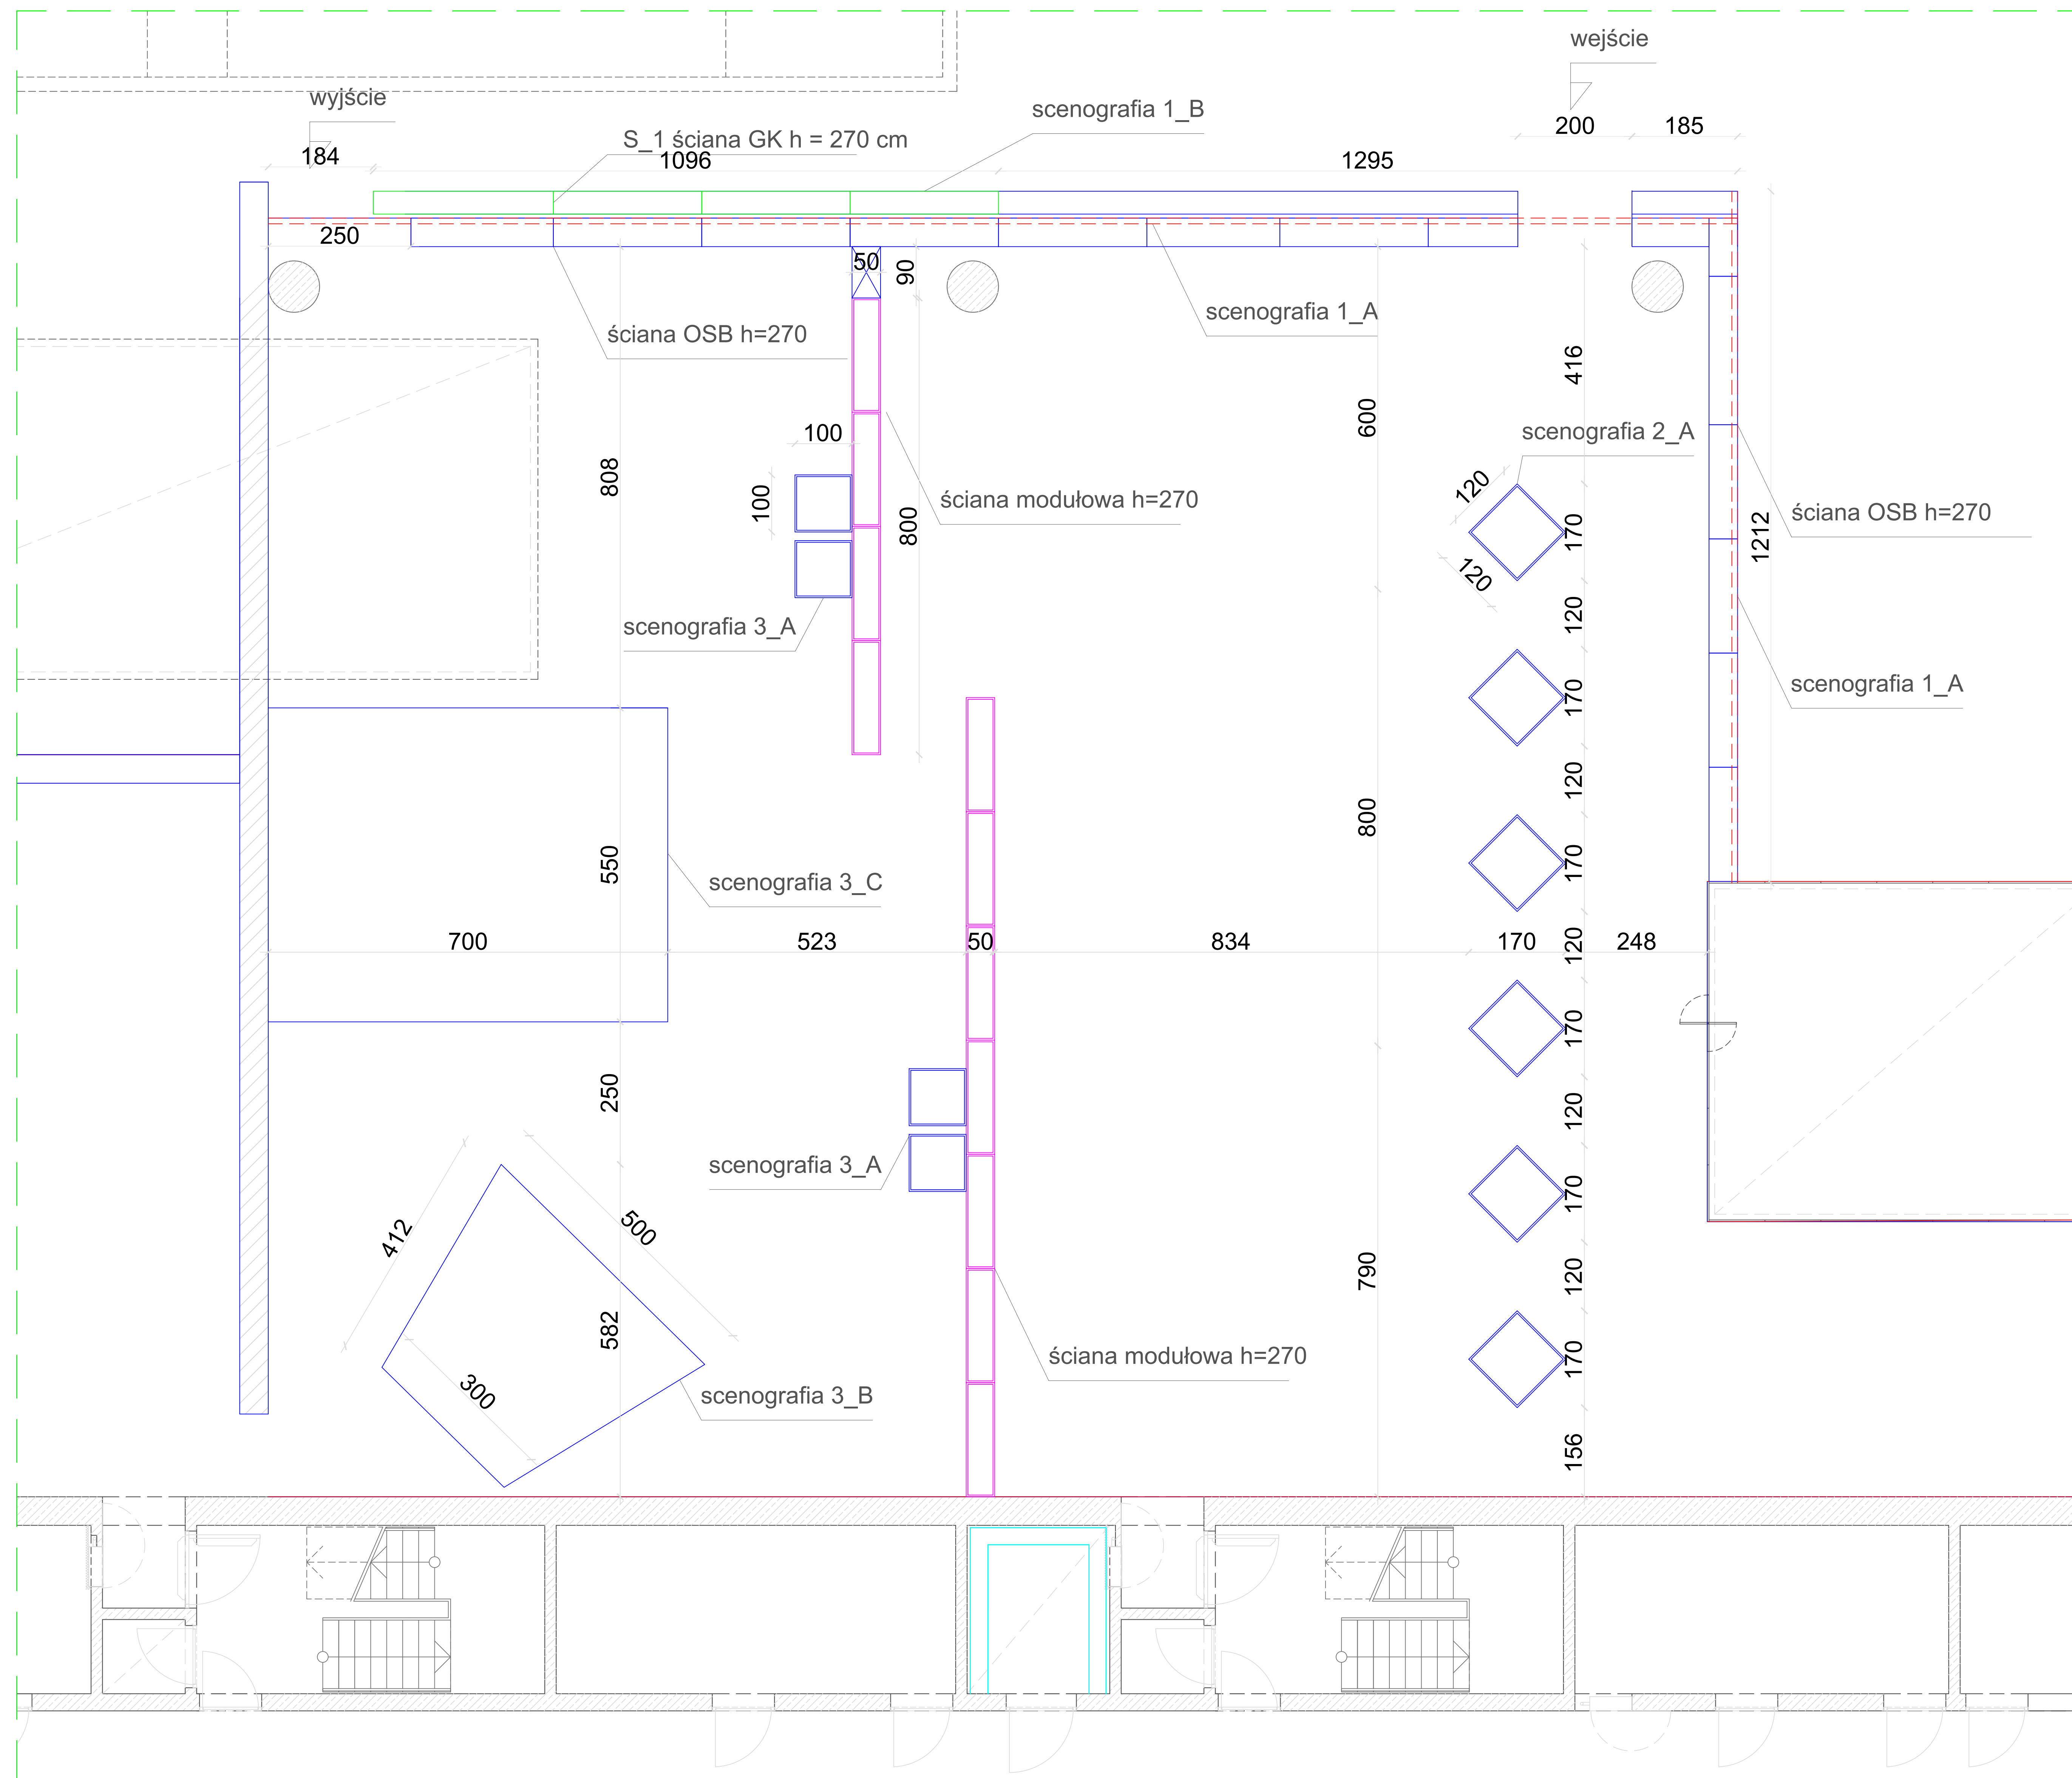 wejście
wyjście
scenografia 1_B
200
185
S_1 ściana GK h = 270 cm
184
1096
1295
250
50
90
scenografia 1_A
ściana OSB h=270
416
600
100
scenografia 2_A
808
100
120
ściana modułowa h=270
170
ściana OSB h=270
800
1212
120
120
scenografia 3_A
170
scenografia 1_A
120
800
550
170
scenografia 3_C
700
523
50
834
170
120
248
170
250
120
scenografia 3_A
170
412
500
790
120
582
ściana modułowa h=270
170
300
scenografia 3_B
156